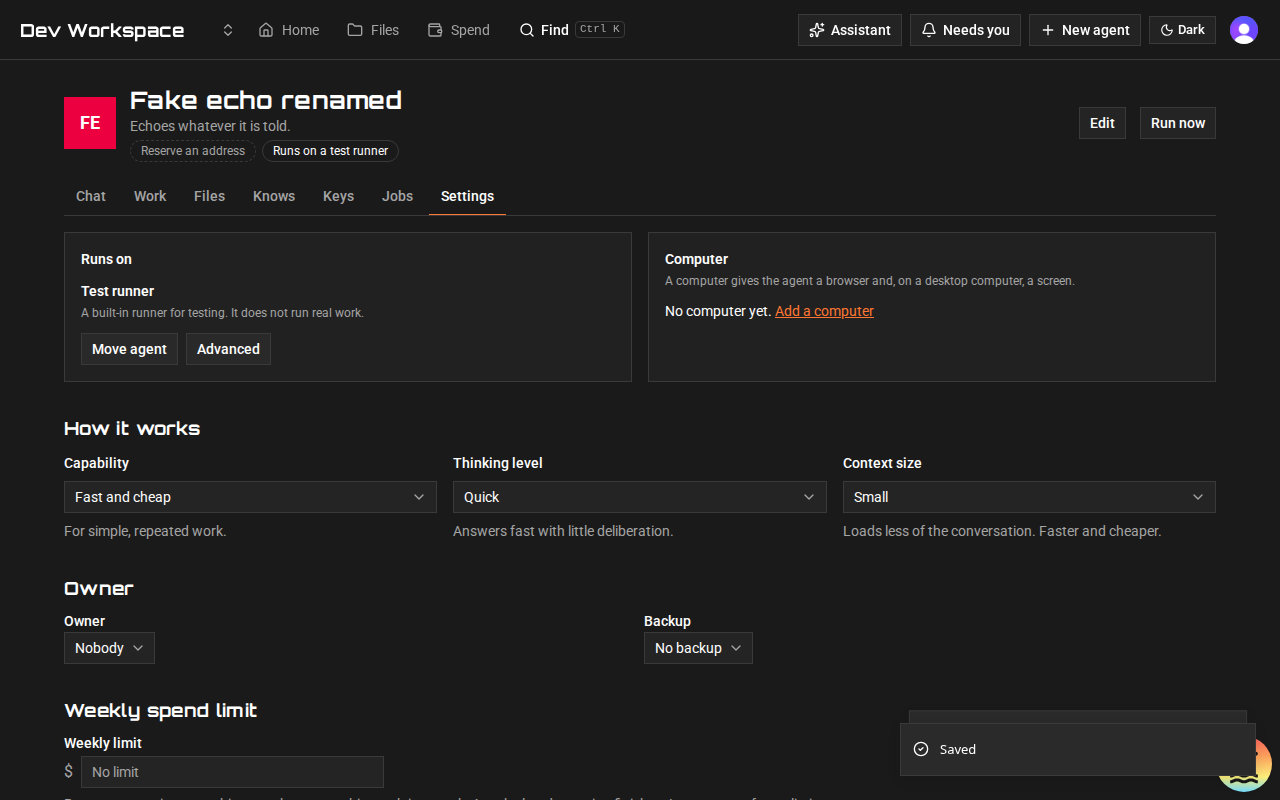 Dev Workspace
Home
Files
Spend
Find Ctrl K
Assistant
Needs you
New agent
Dark
FE
Fake echo renamed
Echoes whatever it is told.
Reserve an address
Runs on a test runner
Edit
Run now
Chat
Work
Files
Knows
Keys
Jobs
Settings
Runs on
Test runner
A built-in runner for testing. It does not run real work.
Move agent
Advanced
Computer
A computer gives the agent a browser and, on a desktop computer, a screen.
No computer yet. Add a computer
How it works
Capability
Fast and cheap
For simple, repeated work.
Thinking level
Quick
Answers fast with little deliberation.
Context size
Small
Loads less of the conversation. Faster and cheaper.
Owner
Owner
Nobody
Backup
No backup
Weekly spend limit
Weekly limit
$ No limit
Saved